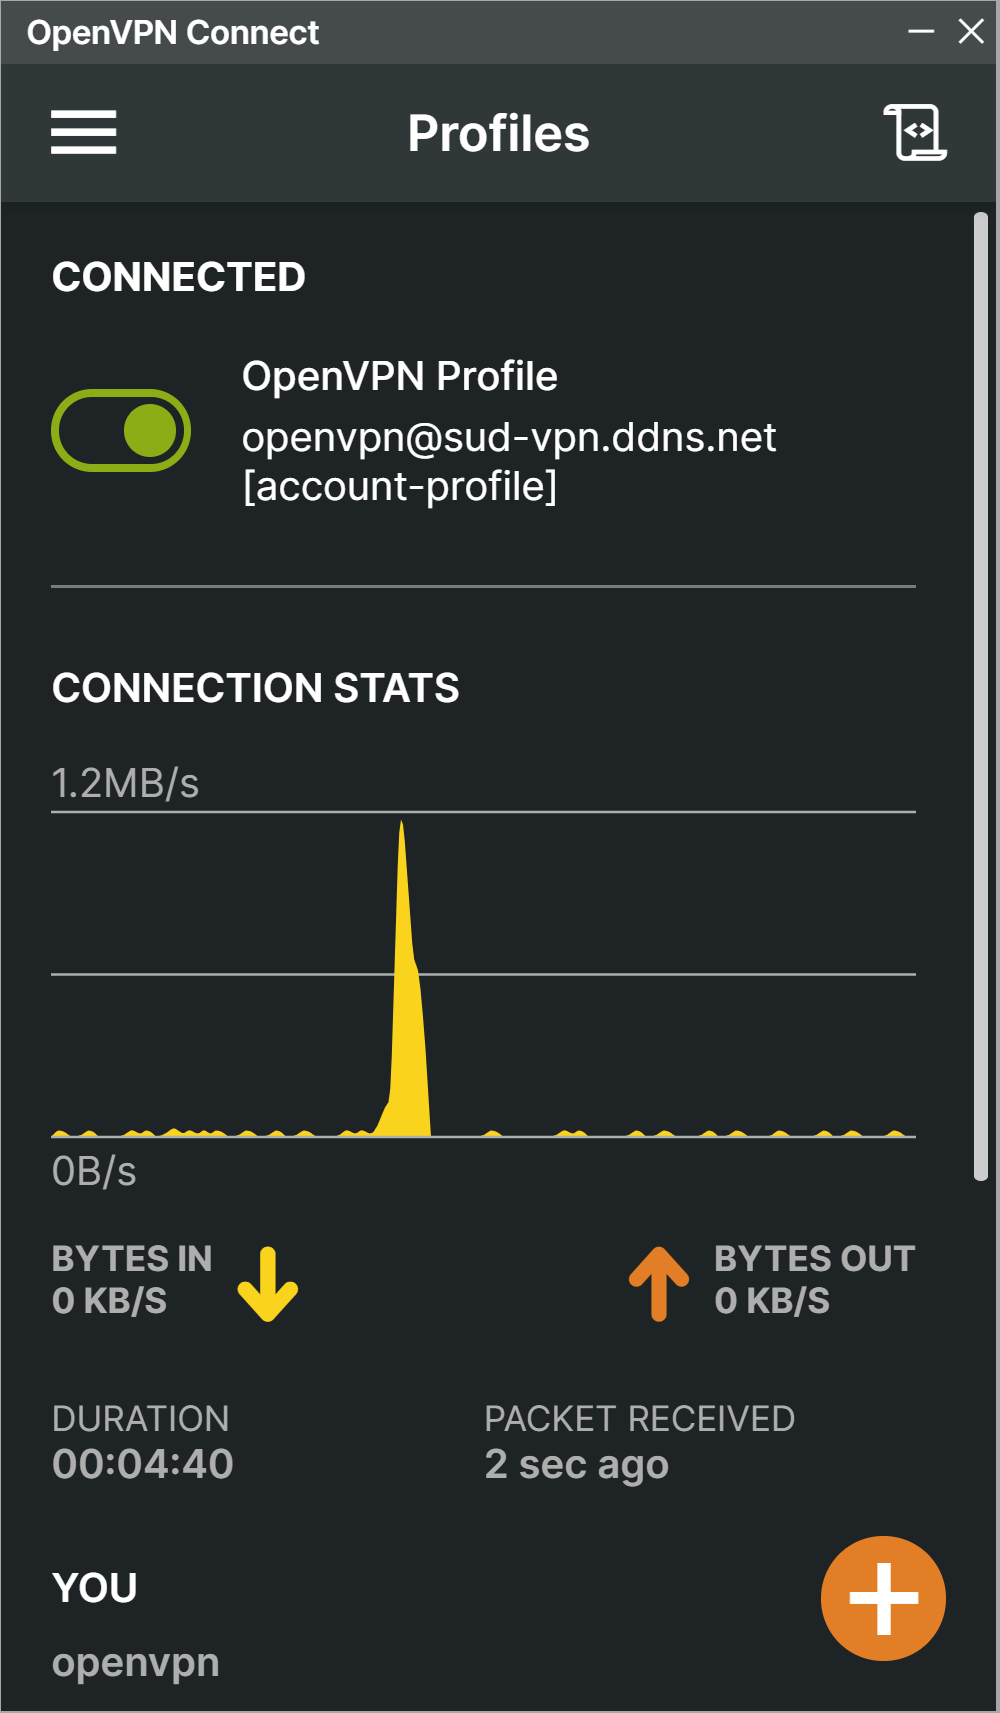 OpenVPN Connect
Profiles
CONNECTED
OpenVPN Profile
openvpn@sud-vpn.ddns.net
[account-profile]
CONNECTION STATS
1.2MB/s
0B/s
BYTES IN
0 KB/S
BYTES OUT
0 KB/S
DURATION
00:04:40
PACKET RECEIVED
2 sec ago
YOU
openvpn